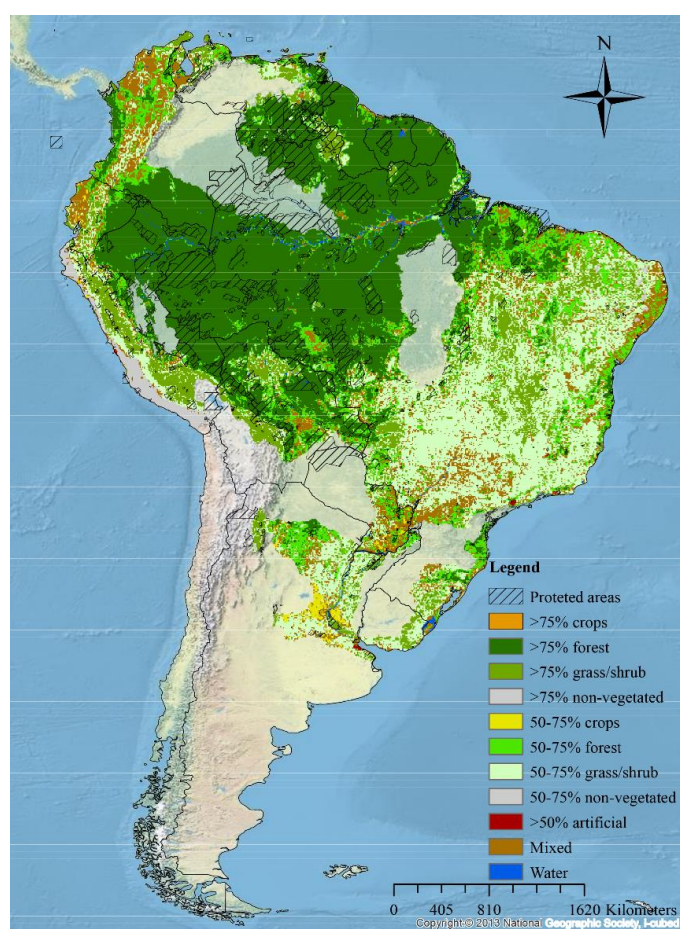 N
Legend
Proteted areas
>75% crops
>75% forest
>75% grass/shrub
>75% non-vegetated
50-75% crops
50-75% forest
50-75% grass/shrub
50-75% non-vegetated
>50% artificial
Mixed
Water
0 405 810 1620 Kilometers
Copyright:© 2013 National Geographic Society, i-cubed